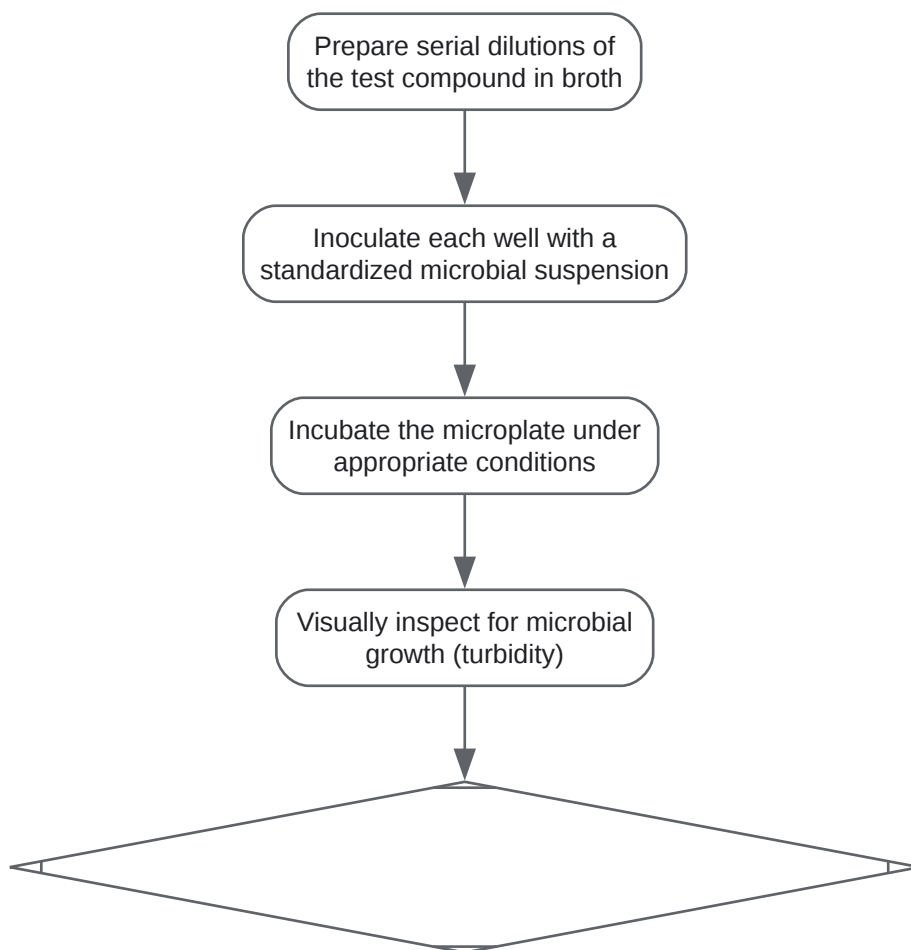 Prepare serial dilutions of
the test compound in broth
Inoculate each well with a
standardized microbial suspension
Incubate the microplate under
appropriate conditions
Visually inspect for microbial
growth (turbidity)